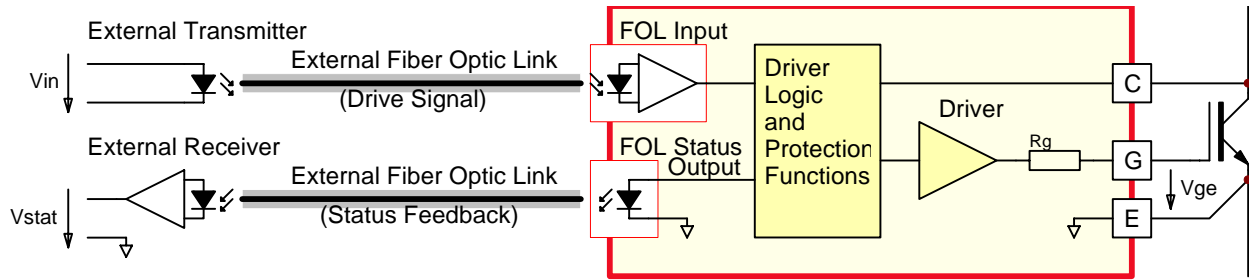 External Transmitter
Vin
External Fiber Optic Link
(Drive Signal)
FOL Input
Driver
Logic
and
Protection
Functions
Driver
Rg
C
G
E
Vge
External Receiver
Vstat
External Fiber Optic Link
(Status Feedback)
FOL Status
Output